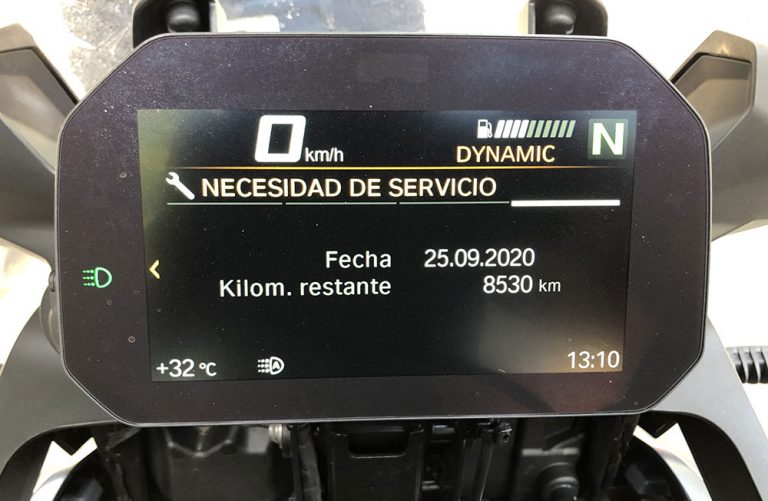 0 km/h
DYNAMIC
N
NECESIDAD DE SERVICIO
Fecha 25.09.2020
Kilom. restante 8530 km
+32 °C
A
13:10